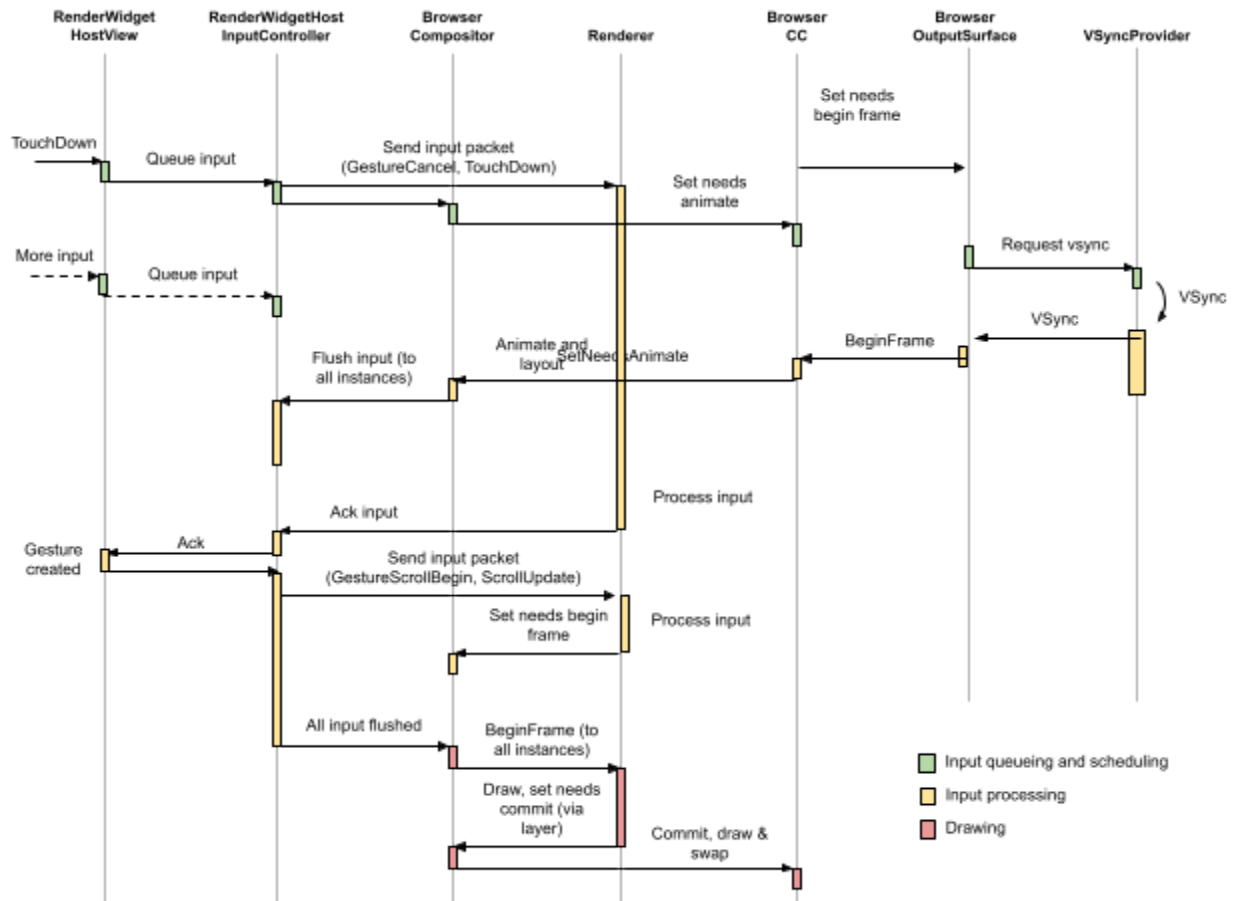 RenderWidget
HostView
RenderWidgetHost
InputController
Browser
Compositor
Renderer
Browser
CC
Browser
OutputSurface
VSyncProvider
Set needs
begin frame
TouchDown
Queue input
Send input packet
(GestureCancel, TouchDown)
Set needs
animate
More input
Queue input
Request vsync
VSync
VSync
BeginFrame
Animate and
layout
SetNeedsAnimate
Flush input (to
all instances)
Process input
Ack input
Ack
Gesture
created
Send input packet
(GestureScrollBegin, ScrollUpdate)
Set needs begin
frame
Process input
All input flushed
BeginFrame (to
all instances)
Draw, set needs
commit (via
layer)
Commit, draw &
swap
Input queueing and scheduling
Input processing
Drawing